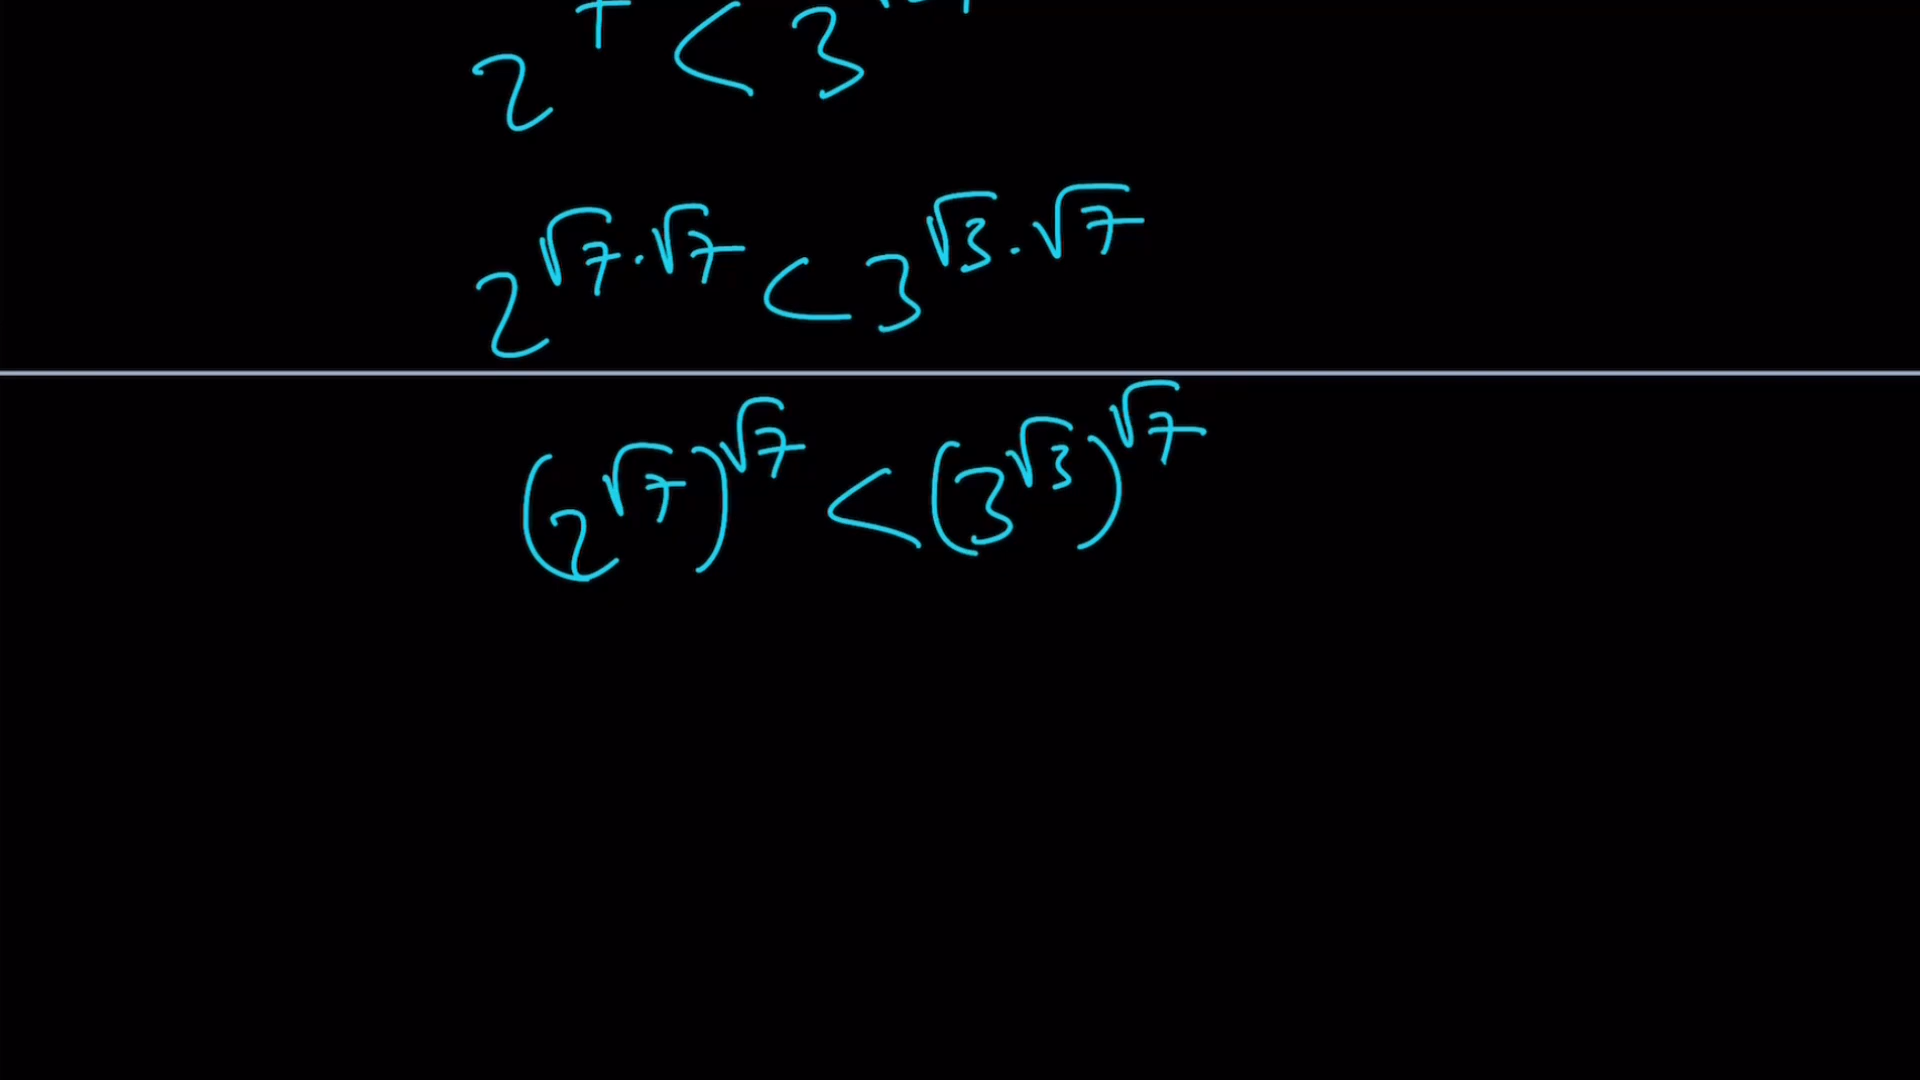 2^7 < 3
2^{√7·√7} < 3^{√3·√7}
(2^{√7})^{√7} < (3^{√3})^{√7}